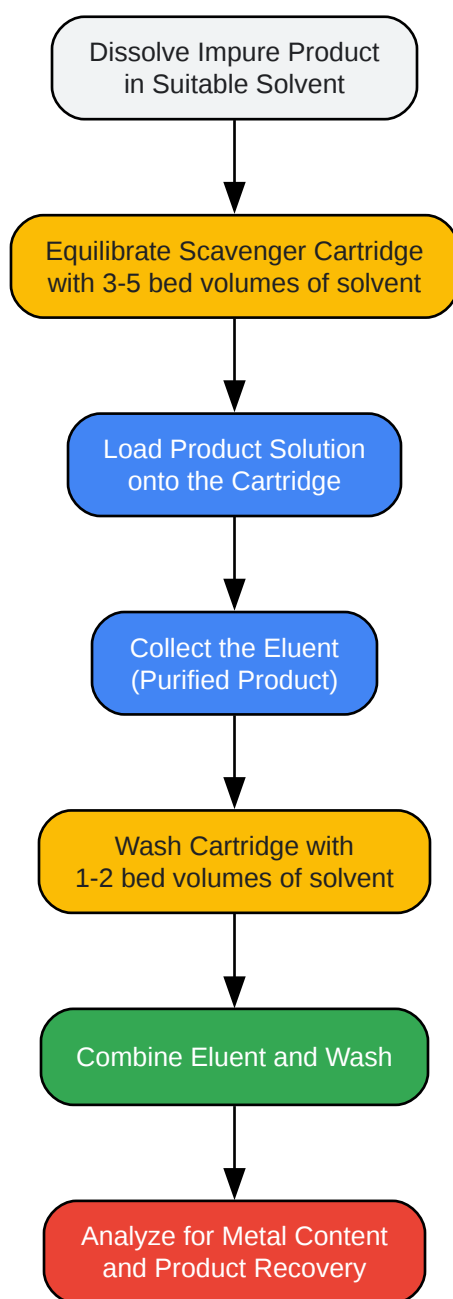 Dissolve Impure Product
in Suitable Solvent
Equilibrate Scavenger Cartridge
with 3-5 bed volumes of solvent
Load Product Solution
onto the Cartridge
Collect the Eluent
(Purified Product)
Wash Cartridge with
1-2 bed volumes of solvent
Combine Eluent and Wash
Analyze for Metal Content
and Product Recovery